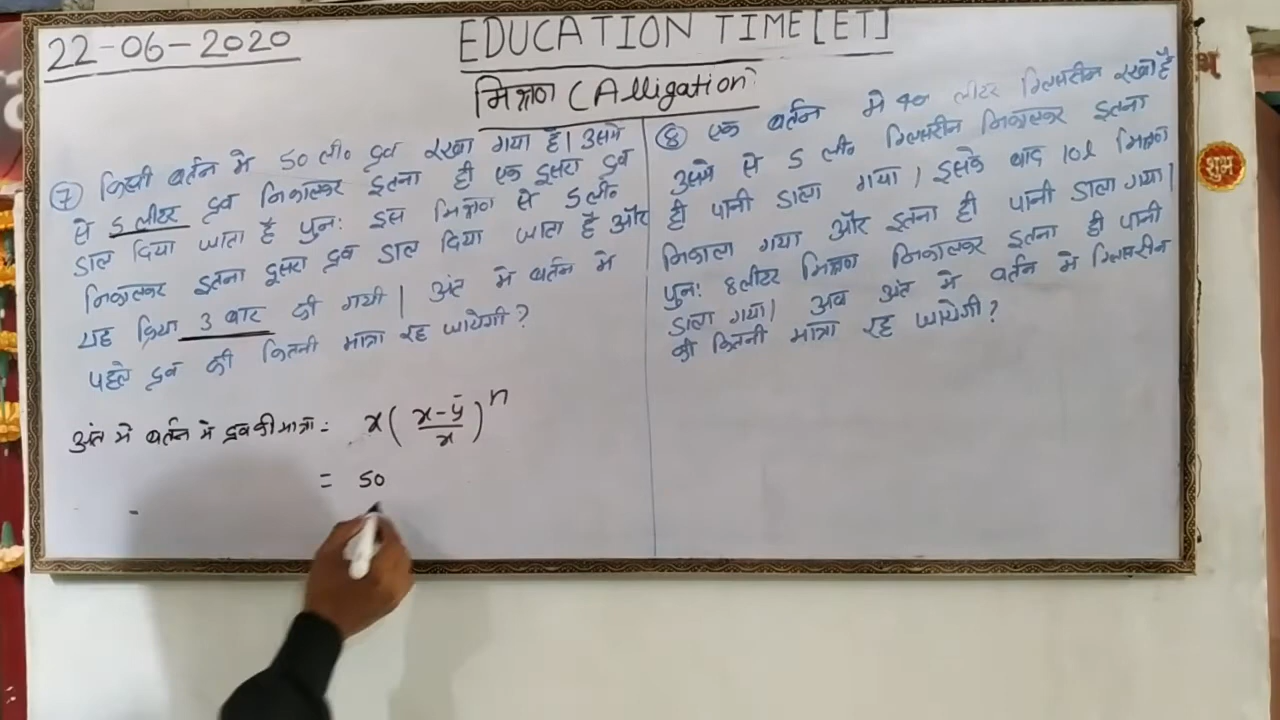 22-06-2020
EDUCATION TIME [ET]
मिश्रण (Alligation)
⑦ किसी बर्तन में 50 ली० द्रव रखा गया है। उसमे
से 5 लीटर द्रव निकालकर इतना ही एक दूसरा द्रव
डाल दिया जाता है पुनः इस मिश्रण से 5 ली०
निकालकर इतना दूसरा द्रव डाल दिया जाता है और
यह क्रिया 3 बार की गयी। अंत मे बर्तन मे
पहले द्रव की कितनी मात्रा रह जायेगी?
अंत मे बर्तन मे द्रव की मात्रा = x(x-y/x)^n
= 50
⑧ एक बर्तन मे 40 लीटर ग्लिसरीन रखा है
उसमे से 5 ली० ग्लिसरीन निकालकर इतना
ही पानी डाला गया। इसके बाद 10l मिश्रण
निकाला गया और इतना ही पानी डाला गया।
पुनः 8 लीटर मिश्रण निकालकर इतना ही पानी
डाला गया। अब अंत मे बर्तन मे ग्लिसरीन
की कितनी मात्रा रह जायेगी?
शुभ